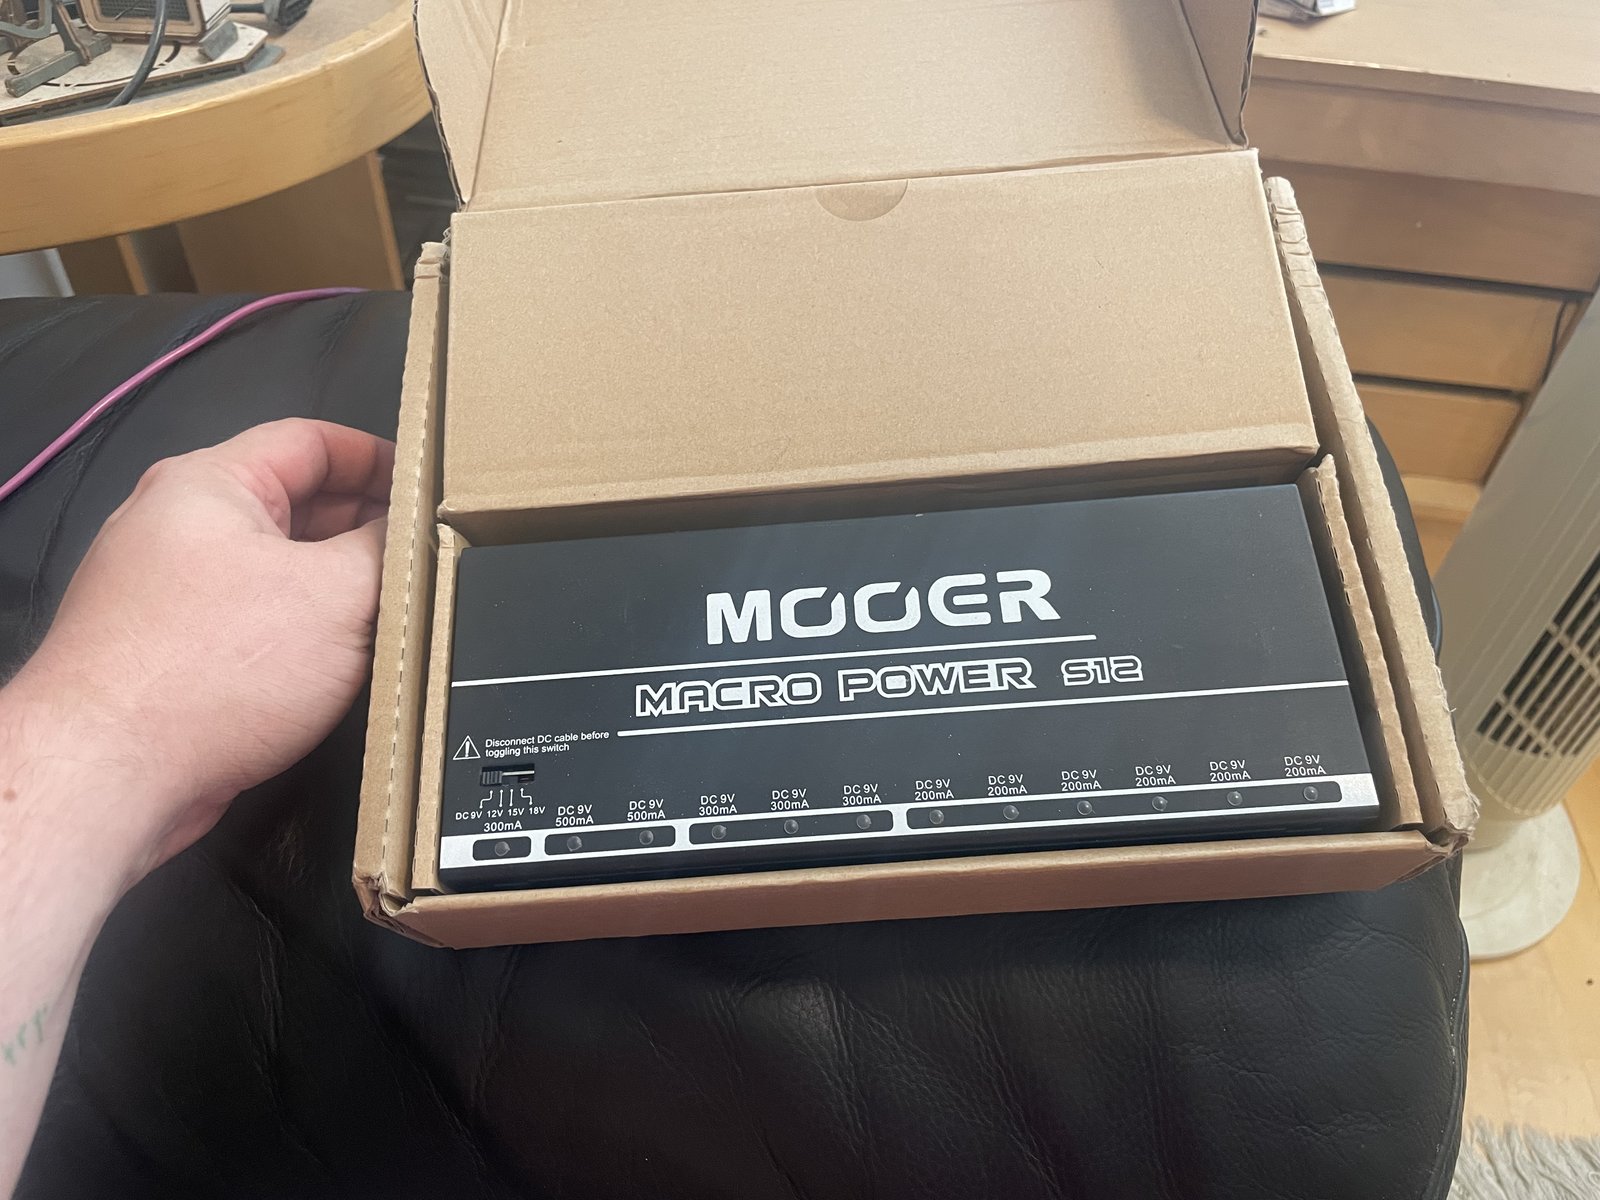 MOOER
MACRO POWER S12
Disconnect DC cable before
toggling this switch
DC 9V 12V 15V 18V
300mA
DC 9V
500mA
DC 9V
500mA
DC 9V
300mA
DC 9V
300mA
DC 9V
300mA
DC 9V
200mA
DC 9V
200mA
DC 9V
200mA
DC 9V
200mA
DC 9V
200mA
DC 9V
200mA